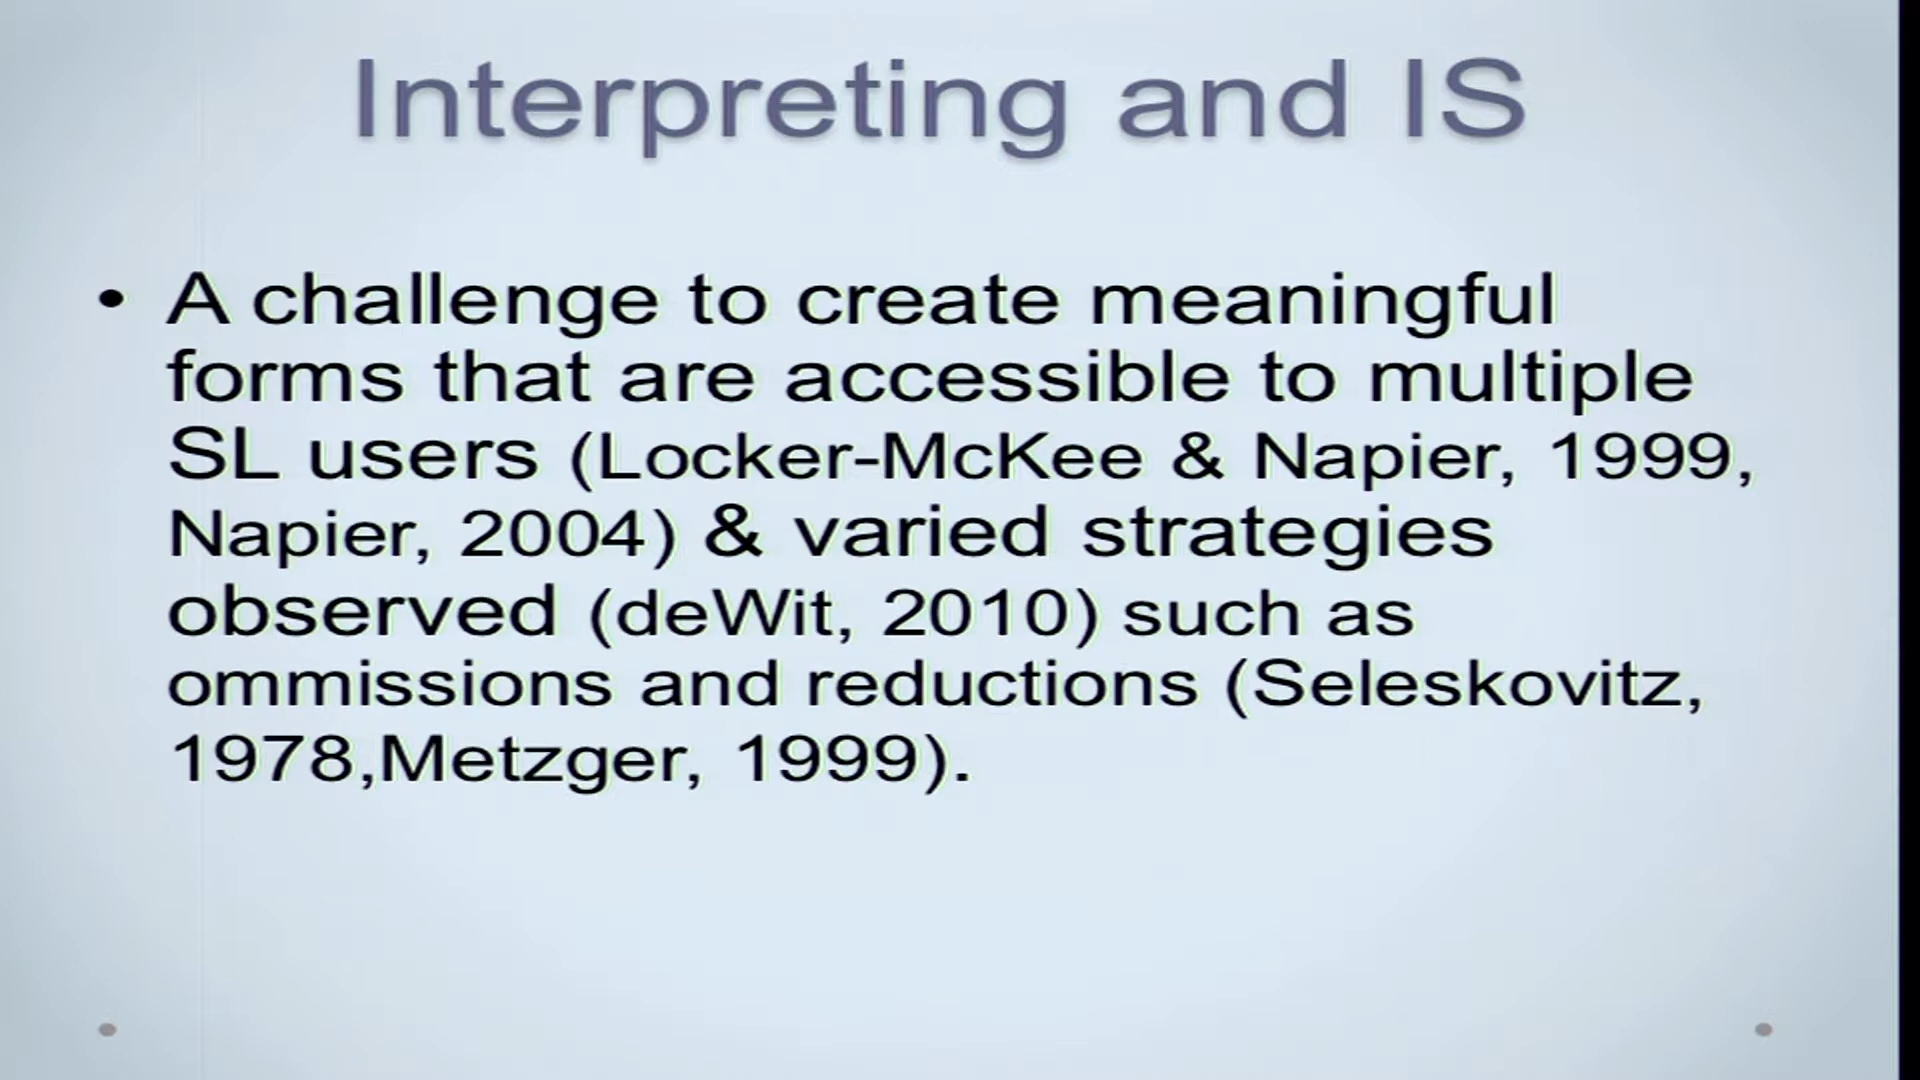 Interpreting and IS
• A challenge to create meaningful
forms that are accessible to multiple
SL users (Locker-McKee & Napier, 1999,
Napier, 2004) & varied strategies
observed (deWit, 2010) such as
ommissions and reductions (Seleskovitz,
1978,Metzger, 1999).